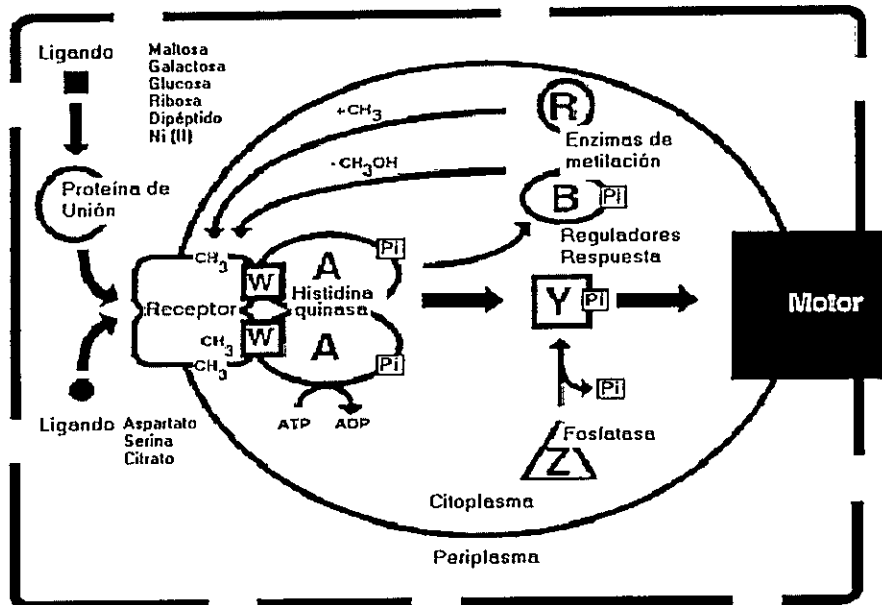 Ligando
Maltosa
Galactosa
Glucosa
Ribosa
Dipéptido
Ni (II)
Proteína de
Unión
+CH3
-CH3OH
R
Enzimas de
metilación
B
Pi
Reguladores
Respuesta
CH3
W
A
Pi
Receptor
Histidina
quinasa
Y
Pi
Motor
CH3
W
A
CH3
Pi
Pi
ATP
ADP
Ligando
Aspartato
Serina
Citrato
Fosfatasa
Z
Citoplasma
Periplasma